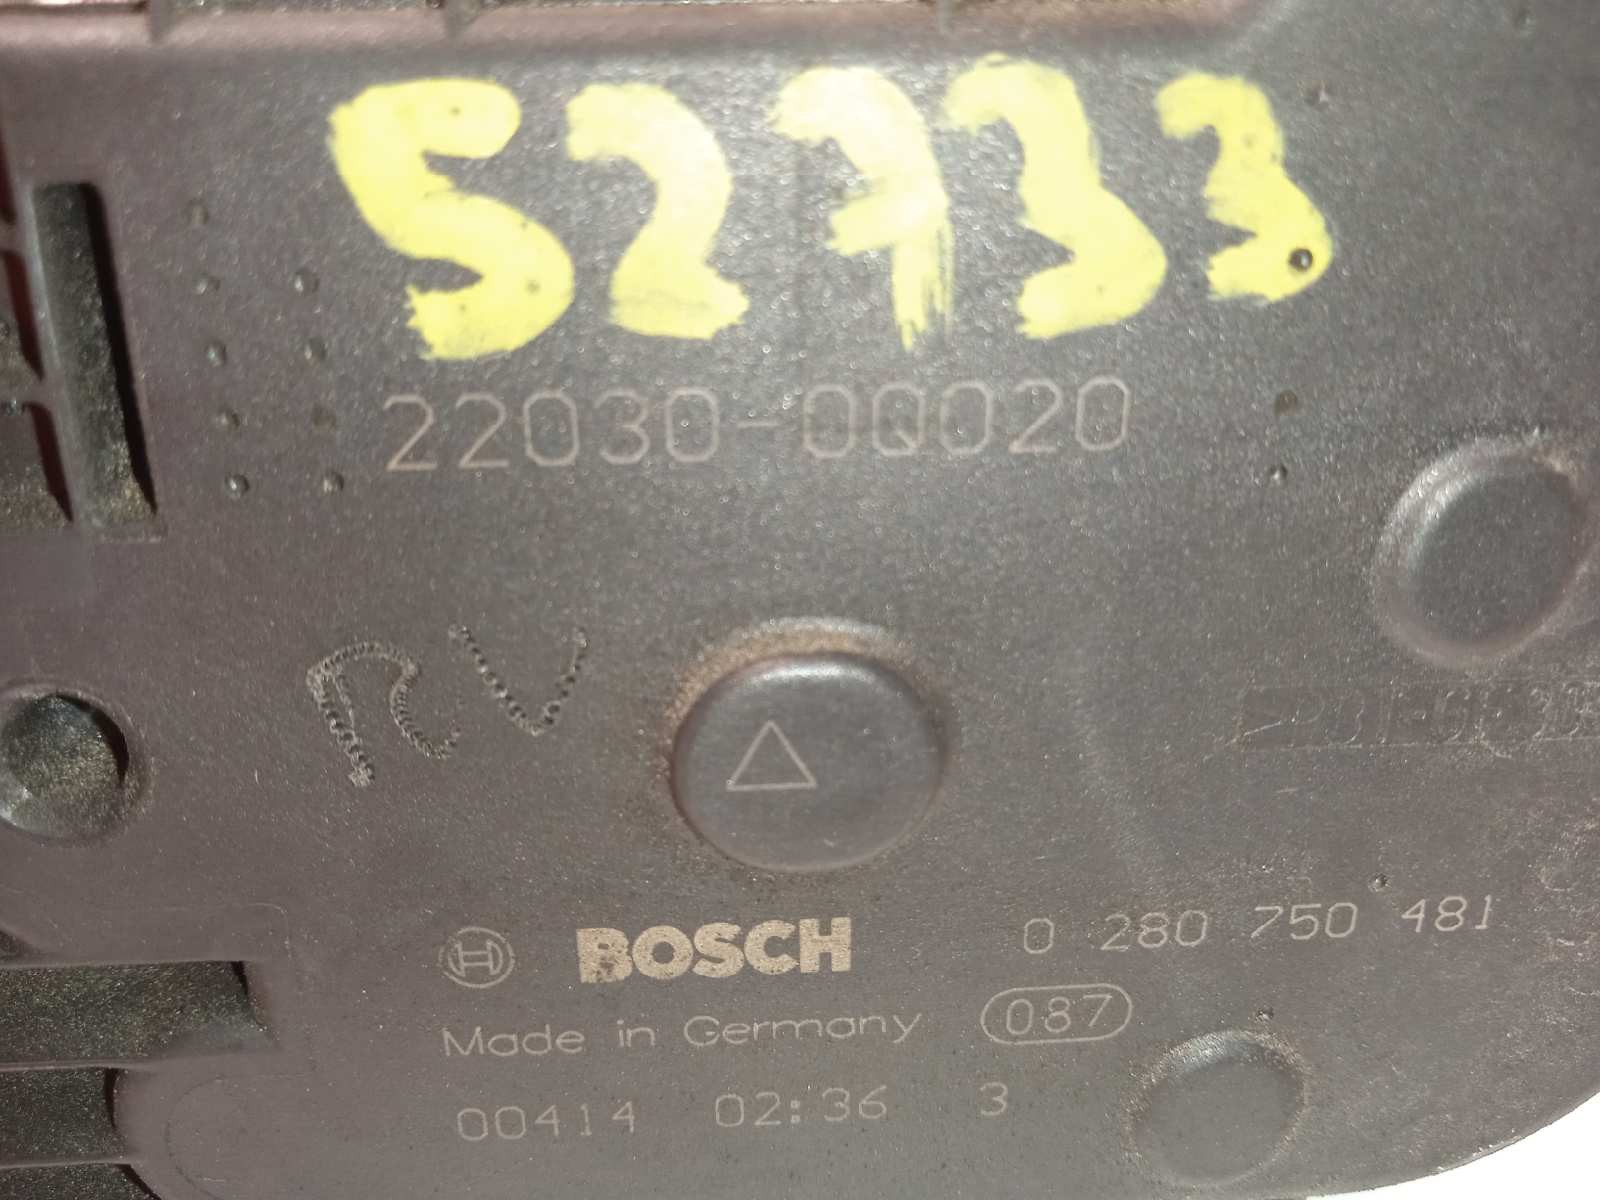 52733
22030-0Q020
RV
BOSCH 0 280 750 481
Made in Germany 087
00414 02:36 3